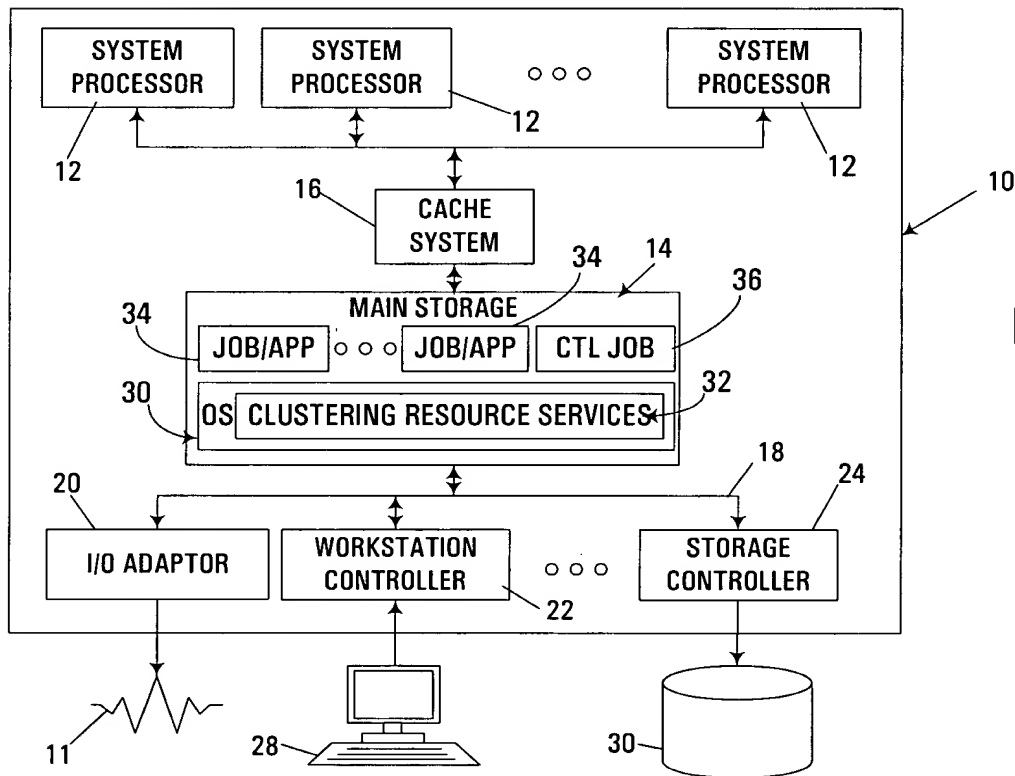 SYSTEM
PROCESSOR
SYSTEM
PROCESSOR
SYSTEM
PROCESSOR
12
12
12
10
16
CACHE
SYSTEM
34
14
36
34
MAIN STORAGE
JOB/APP
JOB/APP
CTL JOB
30
OS
CLUSTERING RESOURCE SERVICES
32
18
20
24
I/O ADAPTOR
WORKSTATION
CONTROLLER
STORAGE
CONTROLLER
22
11
28
30